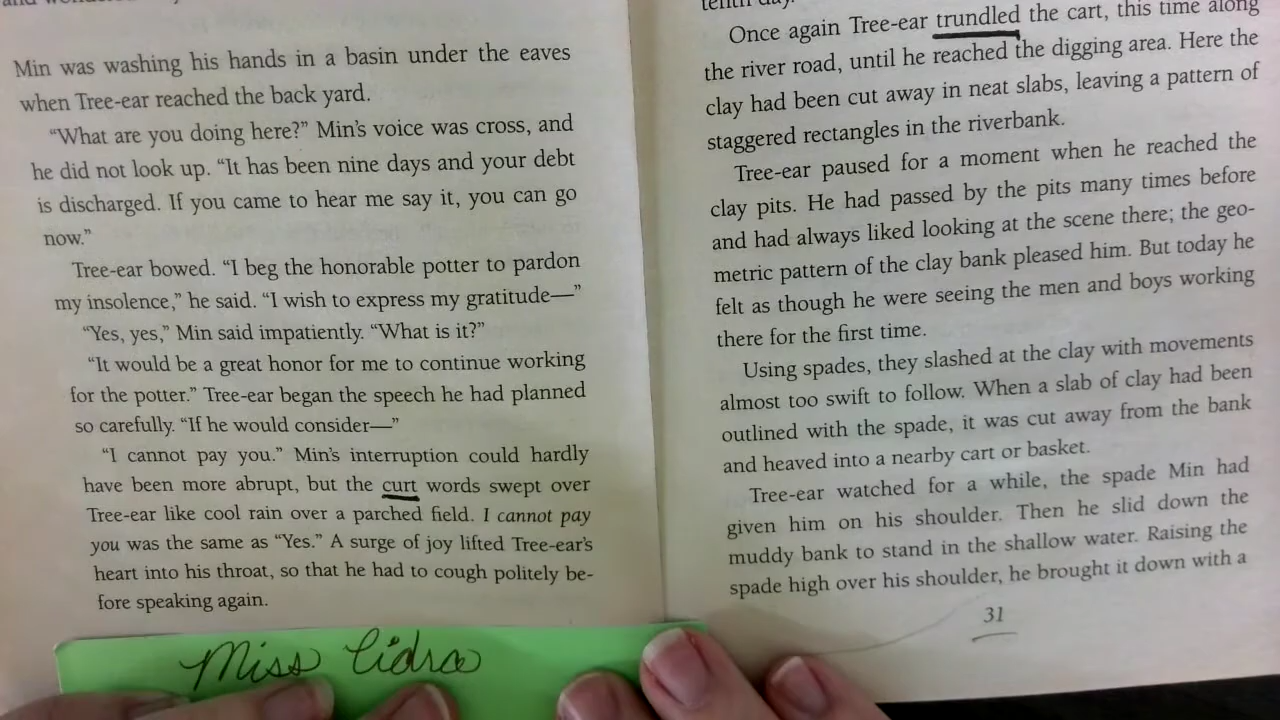 Min was washing his hands in a basin under the eaves
when Tree-ear reached the back yard.
“What are you doing here?” Min’s voice was cross, and
he did not look up. “It has been nine days and your debt
is discharged. If you came to hear me say it, you can go
now.”
Tree-ear bowed. “I beg the honorable potter to pardon
my insolence,” he said. “I wish to express my gratitude—”
“Yes, yes,” Min said impatiently. “What is it?”
“It would be a great honor for me to continue working
for the potter.” Tree-ear began the speech he had planned
so carefully. “If he would consider—”
“I cannot pay you.” Min’s interruption could hardly
have been more abrupt, but the curt words swept over
Tree-ear like cool rain over a parched field. I cannot pay
you was the same as “Yes.” A surge of joy lifted Tree-ear’s
heart into his throat, so that he had to cough politely be-
fore speaking again.
Miss Cidra
tenth day.
Once again Tree-ear trundled the cart, this time along
the river road, until he reached the digging area. Here the
clay had been cut away in neat slabs, leaving a pattern of
staggered rectangles in the riverbank.
Tree-ear paused for a moment when he reached the
clay pits. He had passed by the pits many times before
and had always liked looking at the scene there; the geo-
metric pattern of the clay bank pleased him. But today he
felt as though he were seeing the men and boys working
there for the first time.
Using spades, they slashed at the clay with movements
almost too swift to follow. When a slab of clay had been
outlined with the spade, it was cut away from the bank
and heaved into a nearby cart or basket.
Tree-ear watched for a while, the spade Min had
given him on his shoulder. Then he slid down the
muddy bank to stand in the shallow water. Raising the
spade high over his shoulder, he brought it down with a
31